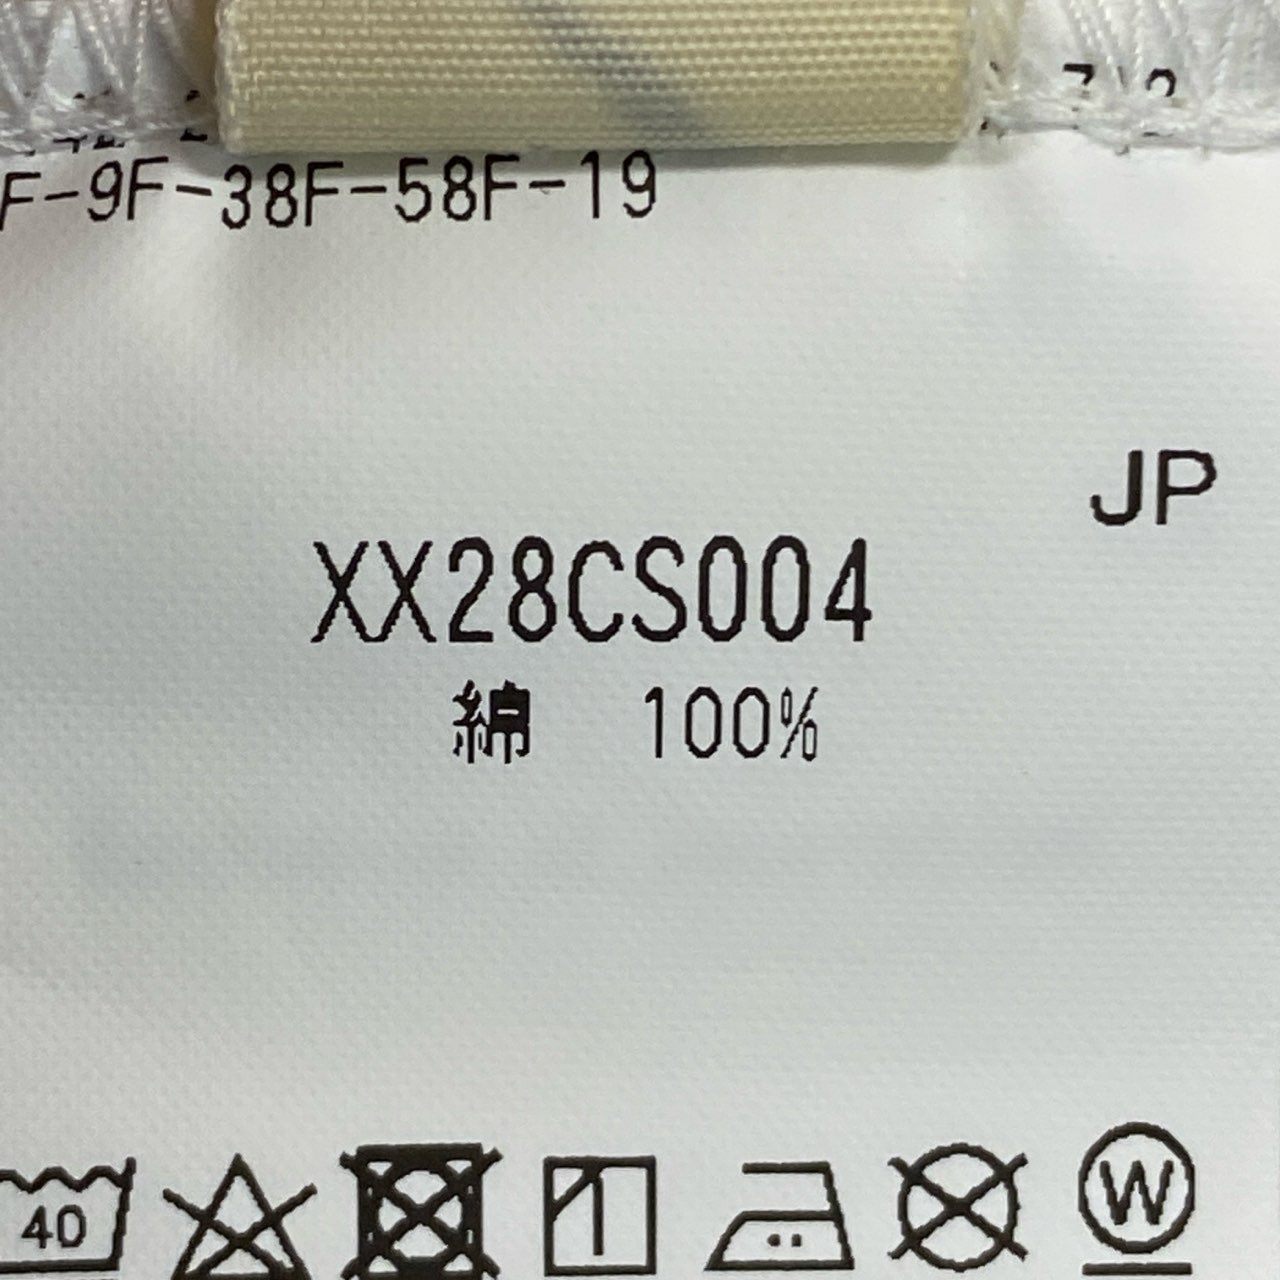 F-9F-38F-58F-19
JP
XX28CS004
綿 100%
40
W